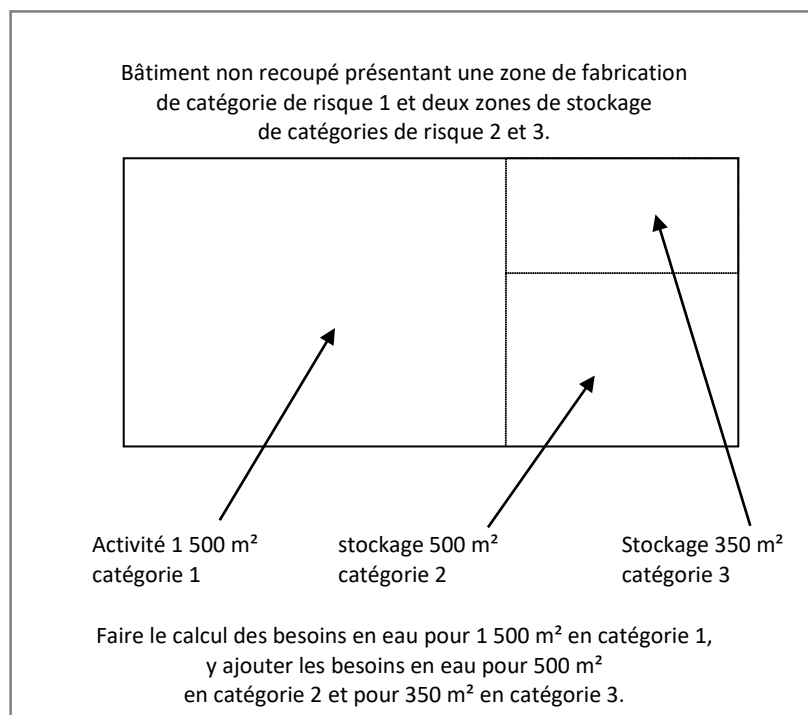 Bâtiment non recoupé présentant une zone de fabrication
de catégorie de risque 1 et deux zones de stockage
de catégories de risque 2 et 3.
Activité 1 500 m²
catégorie 1
stockage 500 m²
catégorie 2
Stockage 350 m²
catégorie 3
Faire le calcul des besoins en eau pour 1 500 m² en catégorie 1,
y ajouter les besoins en eau pour 500 m²
en catégorie 2 et pour 350 m² en catégorie 3.